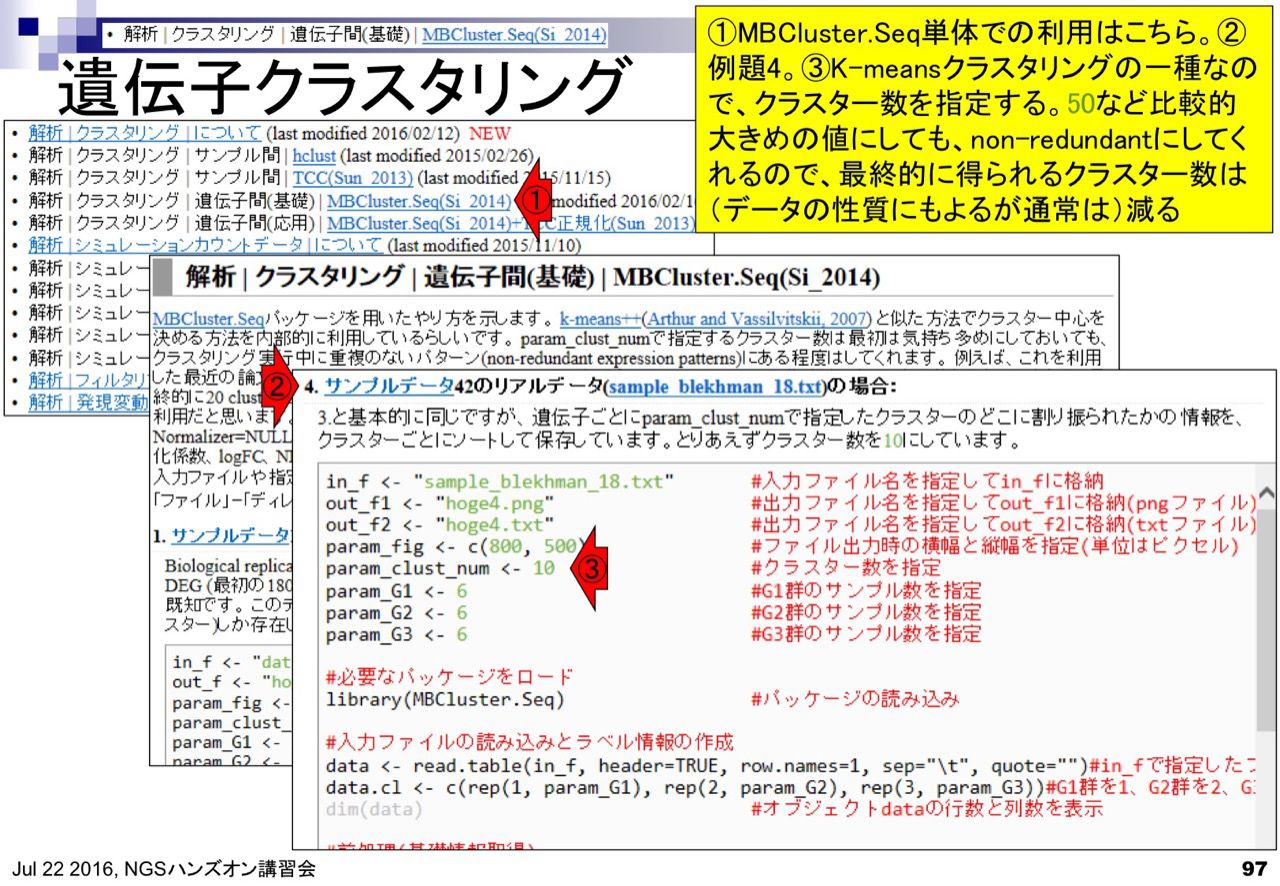 • 解析 | クラスタリング | 遺伝子間(基礎) | MBCluster.Seq(Si_2014)
遺伝子クラスタリング
①MBCluster.Seq単体での利用はこちら。②
例題4。③K-meansクラスタリングの一種なの
で、クラスター数を指定する。50など比較的
大きめの値にしても、non-redundantにしてく
れるので、最終的に得られるクラスター数は
（データの性質にもよるが通常は）減る
• 解析 | クラスタリング | について (last modified 2016/02/12) NEW
• 解析 | クラスタリング | サンプル間 | hclust (last modified 2015/02/26)
• 解析 | クラスタリング | サンプル間 | TCC(Sun_2013) (last modified 15/11/15)
• 解析 | クラスタリング | 遺伝子間(基礎) | MBCluster.Seq(Si_2014) ① modified 2016/02/1
• 解析 | クラスタリング | 遺伝子間(応用) | MBCluster.Seq(Si_2014)+T C正規化(Sun_2013)
• 解析 | シミュレーションカウントデータ | について (last modified 2015/11/10)
• 解析 | シミュレー
• 解析 | シミュレー
• 解析 | シミュレー
• 解析 | シミュレー
• 解析 | シミュレー
• 解析 | フィルタリ
• 解析 | 発現変動
解析 | クラスタリング | 遺伝子間(基礎) | MBCluster.Seq(Si_2014)
MBCluster.Seqパッケージを用いたやり方を示します。k-means++(Arthur and Vassilvitskii, 2007)と似た方法でクラスター中心を
決める方法を内部的に利用しているらしいです。param_clust_numで指定するクラスター数は最初は気持ち多めにしておいても、
クラスタリング実行中に重複のないパターン(non-redundant expression patterns)にある程度はしてくれます。例えば、これを利用
した最近の論
終的に20 clust
利用だと思いま
Normalizer=NULL
化係数、logFC、N
入力ファイルや指定
「ファイル」−「ディレ
1. サンプルデータ
Biological replica
DEG (最初の180
既知です。このデ
スター)しか存在し
in_f <- "dat
out_f <- "ho
param_fig <-
param_clust_
param_G1 <-
param_G2 <-
② 4. サンプルデータ42のリアルデータ(sample_blekhman_18.txt)の場合：
3.と基本的に同じですが、遺伝子ごとにparam_clust_numで指定したクラスターのどこに割り振られたかの情報を、
クラスターごとにソートして保存しています。とりあえずクラスター数を10にしています。
in_f <- "sample_blekhman_18.txt" #入力ファイル名を指定してin_fに格納
out_f1 <- "hoge4.png" #出力ファイル名を指定してout_f1に格納(pngファイル)
out_f2 <- "hoge4.txt" #出力ファイル名を指定してout_f2に格納(txtファイル)
param_fig <- c(800, 500) #ファイル出力時の横幅と縦幅を指定(単位はピクセル)
param_clust_num <- 10 ③ #クラスター数を指定
param_G1 <- 6 #G1群のサンプル数を指定
param_G2 <- 6 #G2群のサンプル数を指定
param_G3 <- 6 #G3群のサンプル数を指定
#必要なパッケージをロード
library(MBCluster.Seq) #パッケージの読み込み
#入力ファイルの読み込みとラベル情報の作成
data <- read.table(in_f, header=TRUE, row.names=1, sep="\t", quote="")#in_fで指定したフ
data.cl <- c(rep(1, param_G1), rep(2, param_G2), rep(3, param_G3))#G1群を1、G2群を2、G
dim(data) #オブジェクトdataの行数と列数を表示
#前処理(基礎情報取得)
Jul 22 2016, NGSハンズオン講習会
97